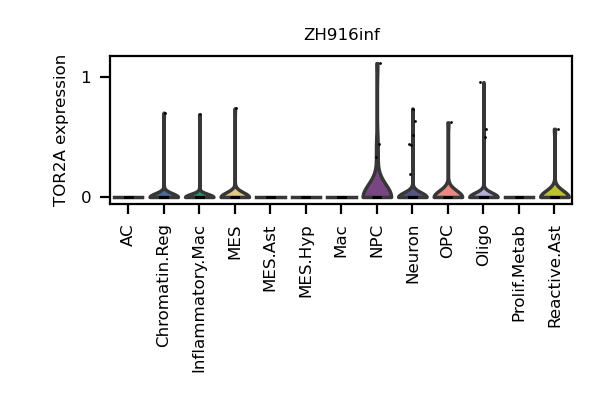 ZH916inf
TOR2A expression
1
0
AC
Chromatin.Reg
Inflammatory.Mac
MES
MES.Ast
MES.Hyp
Mac
NPC
Neuron
OPC
Oligo
Prolif.Metab
Reactive.Ast